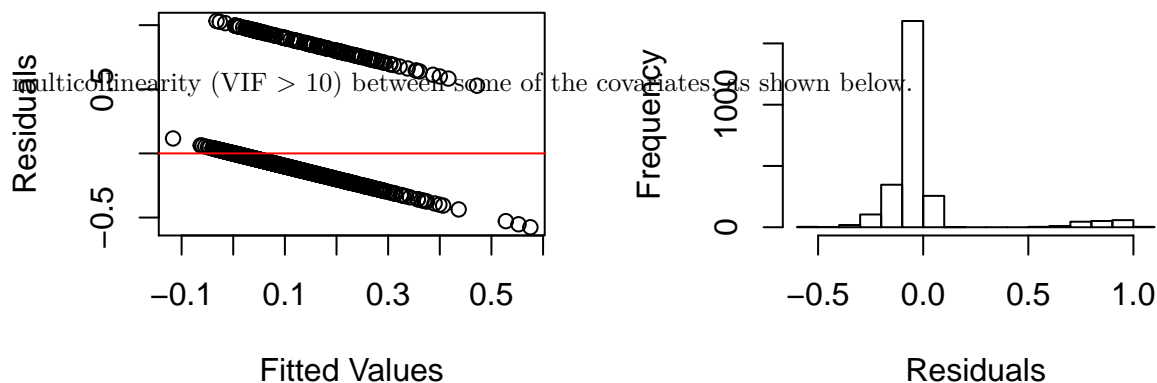 multicollinearity (VIF > 10) between some of the covariates, as shown below.
Residuals
−0.5 0.5
−0.1 0.1 0.3 0.5
Fitted Values
Frequency
0 1000
−0.5 0.0 0.5 1.0
Residuals